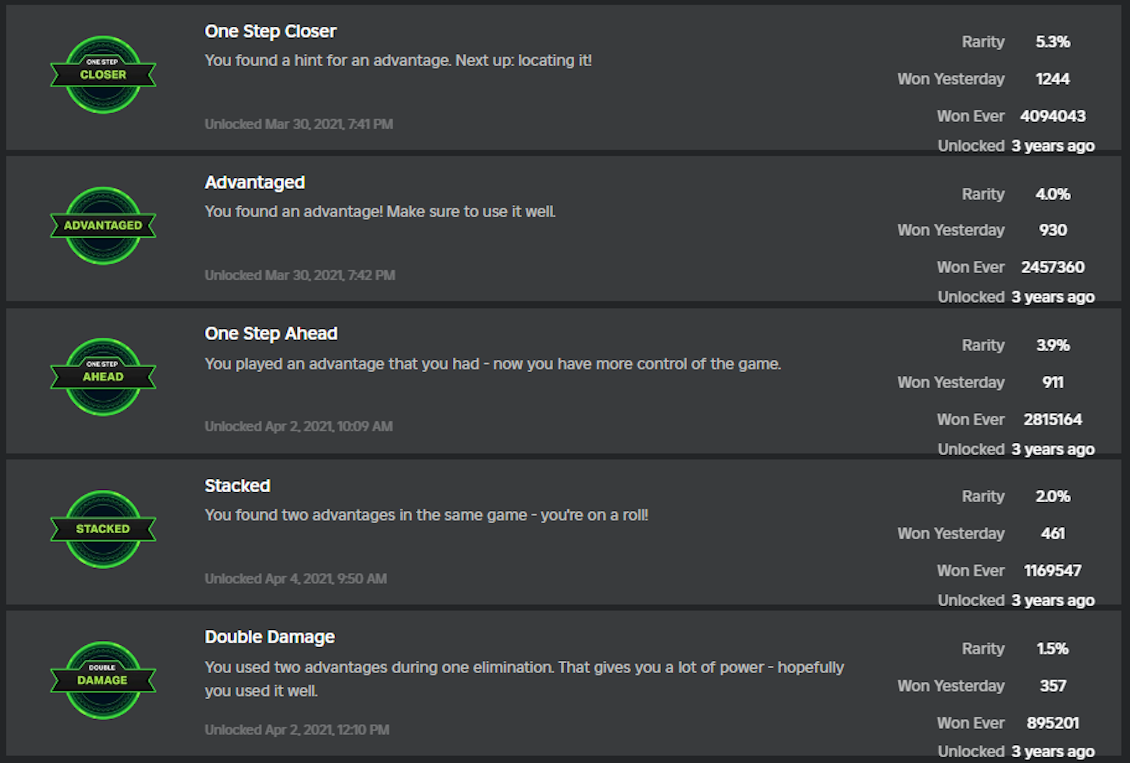 One Step Closer
You found a hint for an advantage. Next up: locating it!
Unlocked Mar 30, 2021, 7:41 PM
ONE STEP
CLOSER
Rarity 5.3%
Won Yesterday 1244
Won Ever 4094043
Unlocked 3 years ago
Advantaged
You found an advantage! Make sure to use it well.
Unlocked Mar 30, 2021, 7:42 PM
ADVANTAGED
Rarity 4.0%
Won Yesterday 930
Won Ever 2457360
Unlocked 3 years ago
One Step Ahead
You played an advantage that you had - now you have more control of the game.
Unlocked Apr 2, 2021, 10:09 AM
ONE STEP
AHEAD
Rarity 3.9%
Won Yesterday 911
Won Ever 2815164
Unlocked 3 years ago
Stacked
You found two advantages in the same game - you're on a roll!
Unlocked Apr 4, 2021, 9:50 AM
STACKED
Rarity 2.0%
Won Yesterday 461
Won Ever 1169547
Unlocked 3 years ago
Double Damage
You used two advantages during one elimination. That gives you a lot of power - hopefully
you used it well.
Unlocked Apr 2, 2021, 12:10 PM
DOUBLE
DAMAGE
Rarity 1.5%
Won Yesterday 357
Won Ever 895201
Unlocked 3 years ago